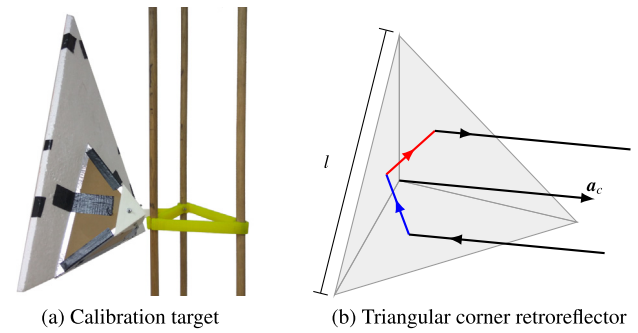 l
a_c
(a) Calibration target
(b) Triangular corner retroreflector